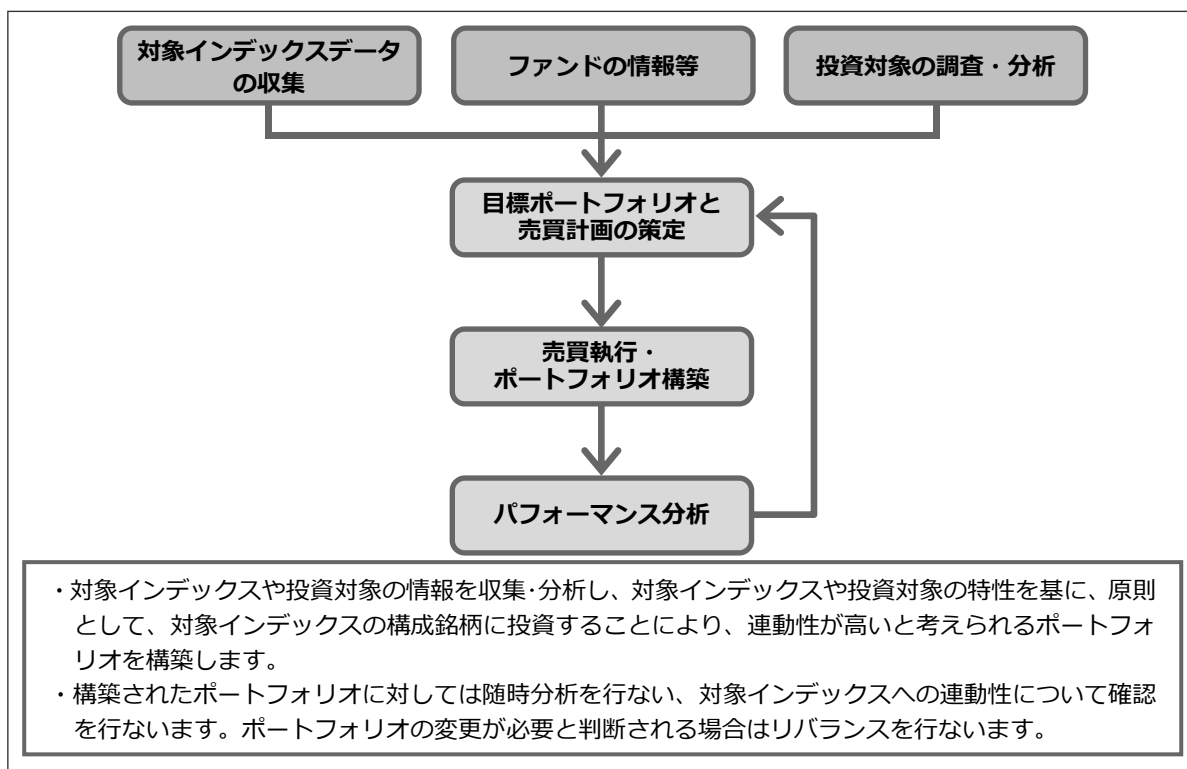 対象インデックスデータ
の収集
ファンドの情報等
投資対象の調査・分析
目標ポートフォリオと
売買計画の策定
売買執行・
ポートフォリオ構築
パフォーマンス分析
・対象インデックスや投資対象の情報を収集・分析し、対象インデックスや投資対象の特性を基に、原則
として、対象インデックスの構成銘柄に投資することにより、連動性が高いと考えられるポートフォ
リオを構築します。
・構築されたポートフォリオに対しては随時分析を行ない、対象インデックスへの連動性について確認
を行ないます。ポートフォリオの変更が必要と判断される場合はリバランスを行ないます。